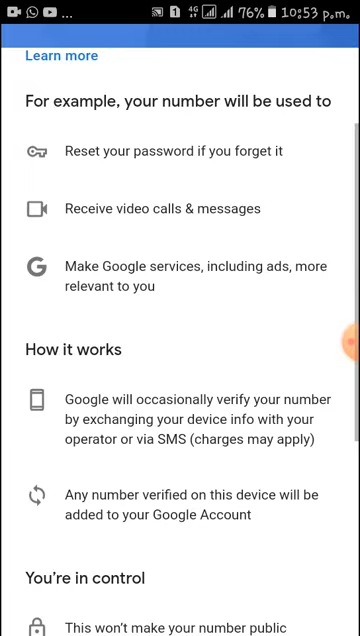 ... 1 4G 76% 10:53 p.m.
Learn more
For example, your number will be used to
Reset your password if you forget it
Receive video calls & messages
G Make Google services, including ads, more
relevant to you
How it works
Google will occasionally verify your number
by exchanging your device info with your
operator or via SMS (charges may apply)
Any number verified on this device will be
added to your Google Account
You're in control
This won't make your number public